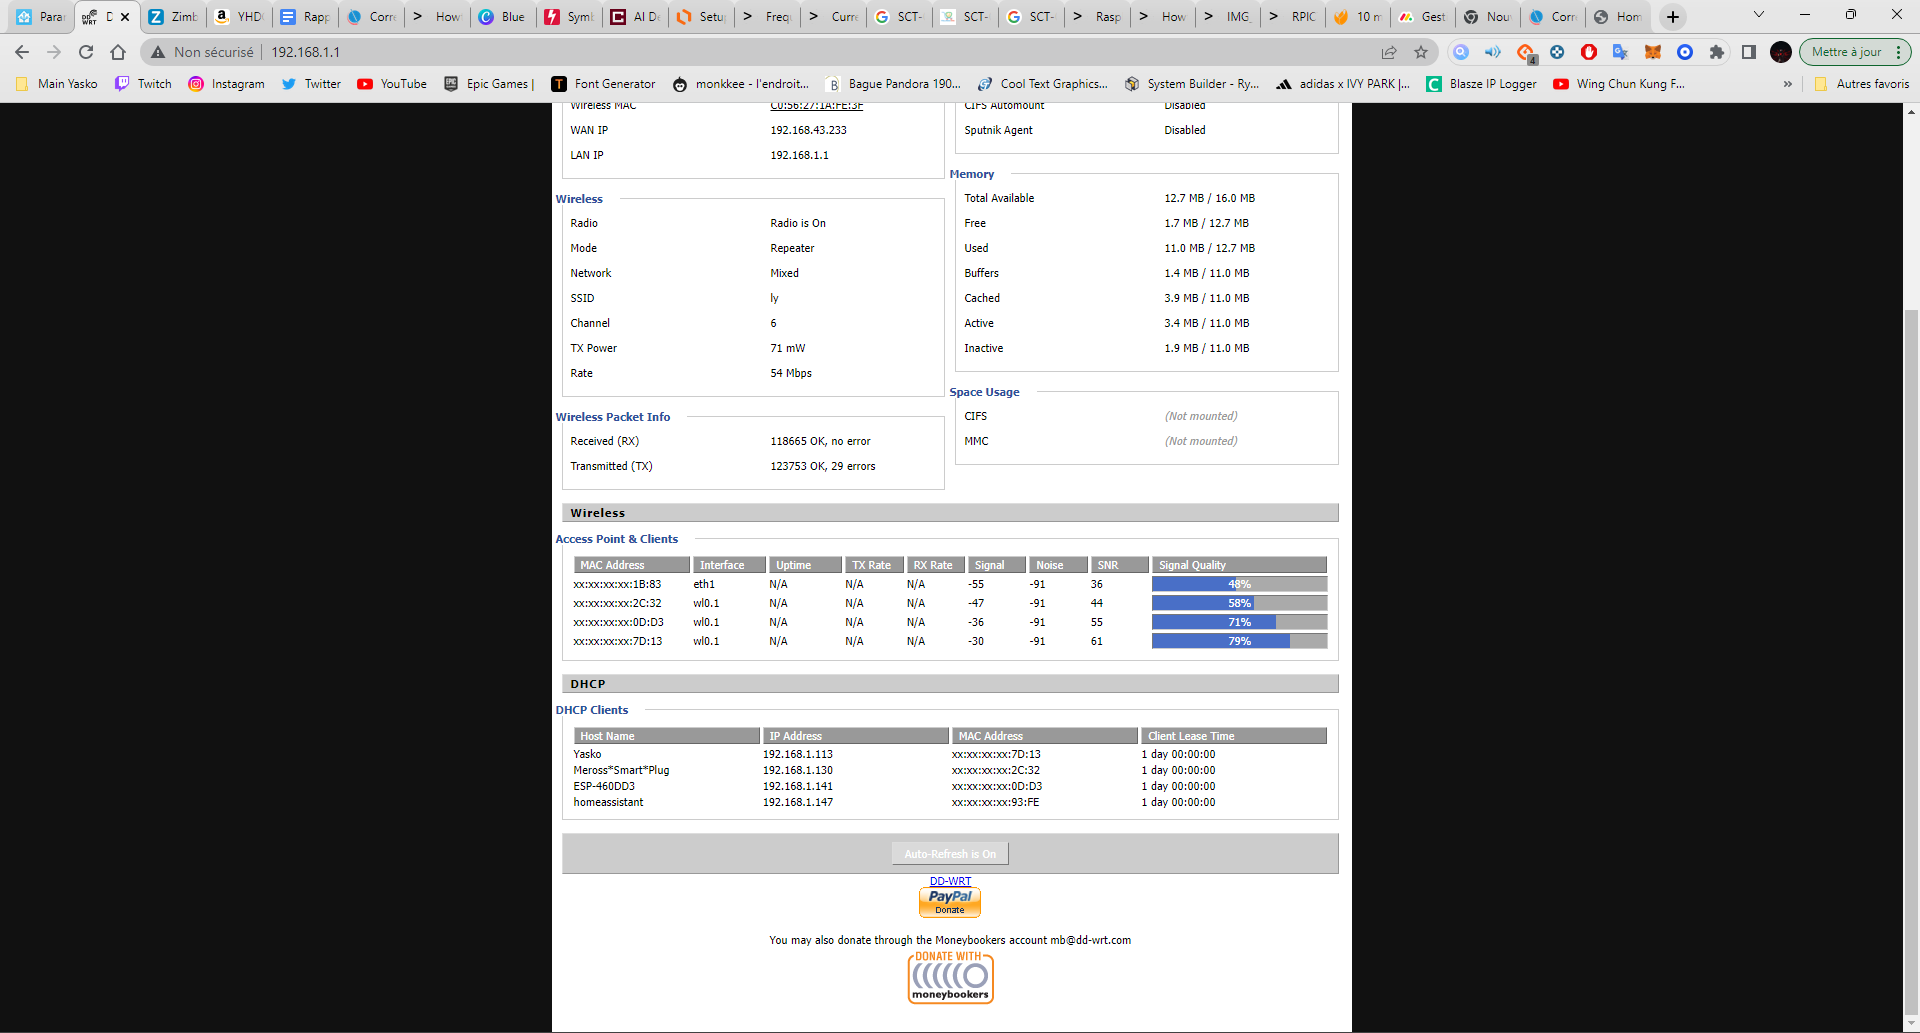 Parar
D
Zimb
YHD
Rapp
Corre
How
Blue
Symb
AI De
Setup
Frequ
Curre
SCT-
SCT-
SCT-
Rasp
How
IMG_
RPIC
10 m
Gest
Nou
Corr
Hom
Non sécurisé 192.168.1.1
4
Mettre à jour
Main Yasko Twitch Instagram Twitter YouTube Epic Games | Font Generator monkkee - l'endroit... Bague Pandora 190... Cool Text Graphics... System Builder - Ry... adidas x IVY PARK |... Blasze IP Logger Wing Chun Kung F... » Autres favoris
Wireless MAC C0:56:27:1A:FE:3F
WAN IP 192.168.43.233
LAN IP 192.168.1.1
Wireless
Radio Radio is On
Mode Repeater
Network Mixed
SSID ly
Channel 6
TX Power 71 mW
Rate 54 Mbps
Wireless Packet Info
Received (RX) 118665 OK, no error
Transmitted (TX) 123753 OK, 29 errors
CIFS Automount Disabled
Sputnik Agent Disabled
Memory
Total Available 12.7 MB / 16.0 MB
Free 1.7 MB / 12.7 MB
Used 11.0 MB / 12.7 MB
Buffers 1.4 MB / 11.0 MB
Cached 3.9 MB / 11.0 MB
Active 3.4 MB / 11.0 MB
Inactive 1.9 MB / 11.0 MB
Space Usage
CIFS (Not mounted)
MMC (Not mounted)
Wireless
Access Point & Clients
MAC Address Interface Uptime TX Rate RX Rate Signal Noise SNR Signal Quality
xx:xx:xx:xx:1B:83 eth1 N/A N/A N/A -55 -91 36 48%
xx:xx:xx:xx:2C:32 wl0.1 N/A N/A N/A -47 -91 44 58%
xx:xx:xx:xx:0D:D3 wl0.1 N/A N/A N/A -36 -91 55 71%
xx:xx:xx:xx:7D:13 wl0.1 N/A N/A N/A -30 -91 61 79%
DHCP
DHCP Clients
Host Name IP Address MAC Address Client Lease Time
Yasko 192.168.1.113 xx:xx:xx:xx:7D:13 1 day 00:00:00
Meross*Smart*Plug 192.168.1.130 xx:xx:xx:xx:2C:32 1 day 00:00:00
ESP-460DD3 192.168.1.141 xx:xx:xx:xx:0D:D3 1 day 00:00:00
homeassistant 192.168.1.147 xx:xx:xx:xx:93:FE 1 day 00:00:00
Auto-Refresh is On
DD-WRT
PayPal
Donate
You may also donate through the Moneybookers account mb@dd-wrt.com
DONATE WITH
moneybookers